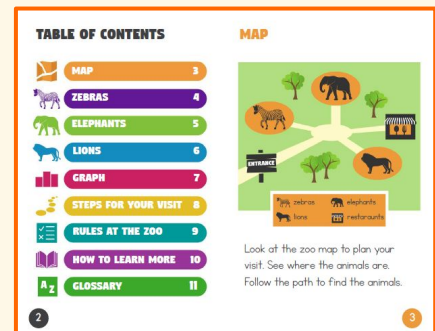 TABLE OF CONTENTS
MAP 3
ZEBRAS 4
ELEPHANTS 5
LIONS 6
GRAPH 7
STEPS FOR YOUR VISIT 8
RULES AT THE ZOO 9
HOW TO LEARN MORE 10
A Z GLOSSARY 11
2
MAP
ENTRANCE
zebras elephants
lions restaurants
Look at the zoo map to plan your
visit. See where the animals are.
Follow the path to find the animals.
3